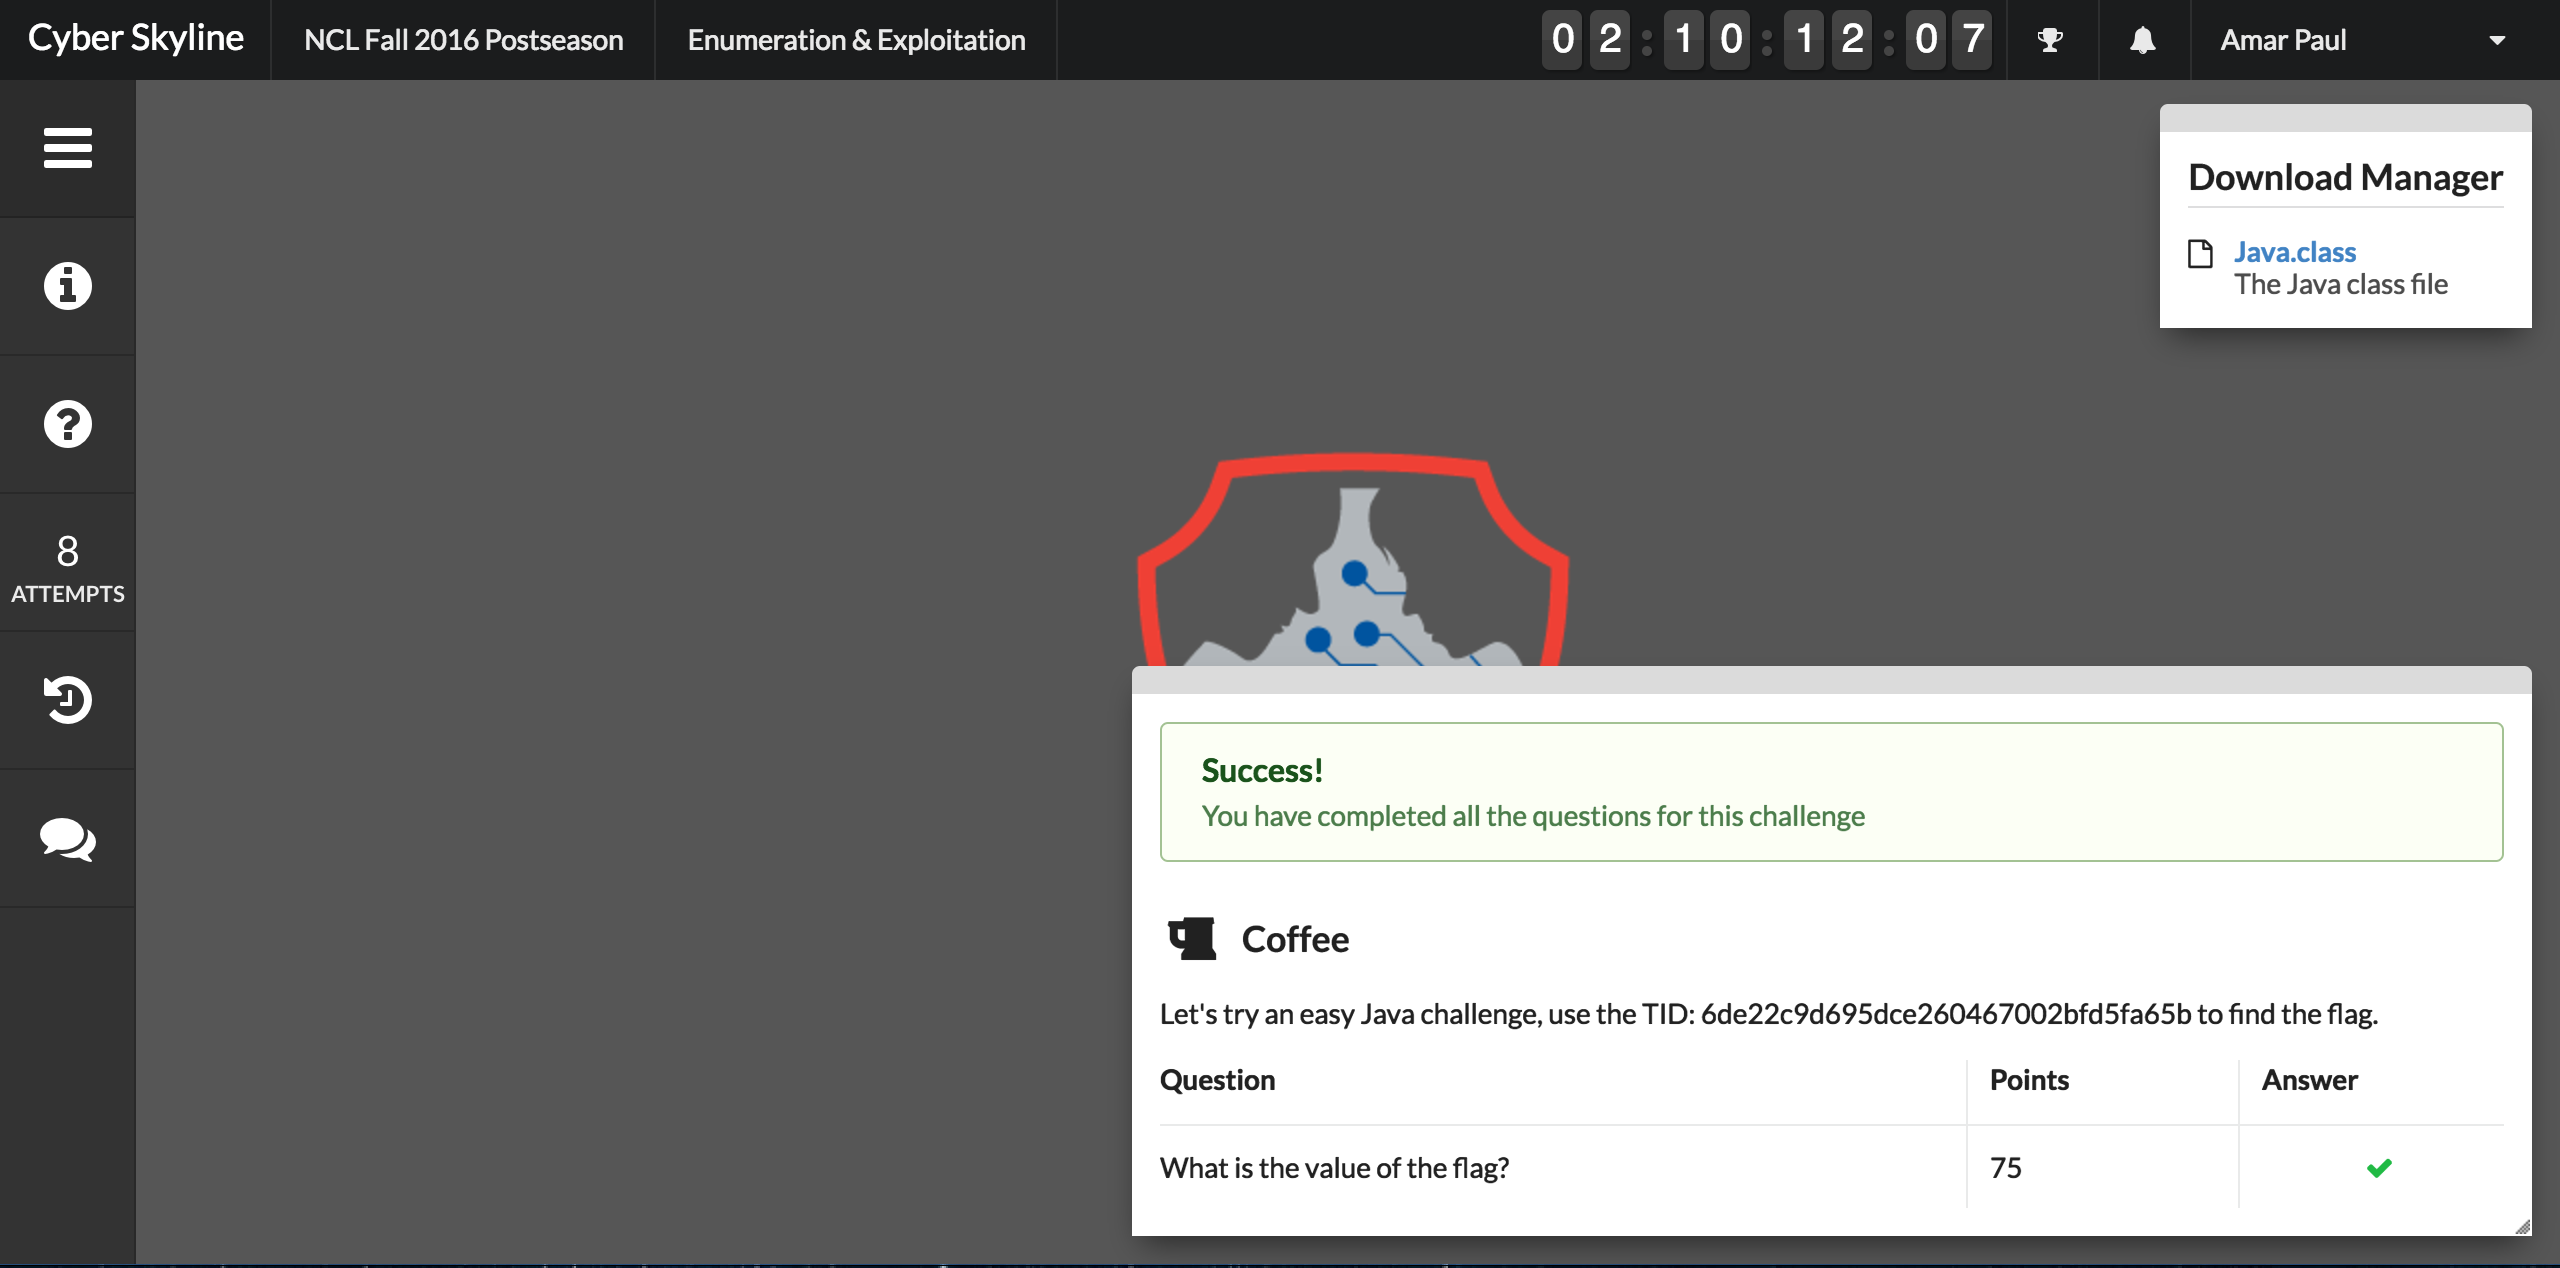 Cyber Skyline
NCL Fall 2016 Postseason
Enumeration & Exploitation
02:10:12:07
Amar Paul
8
ATTEMPTS
Download Manager
Java.class
The Java class file
Success!
You have completed all the questions for this challenge
Coffee
Let's try an easy Java challenge, use the TID: 6de22c9d695dce260467002bfd5fa65b to find the flag.
Question Points Answer
What is the value of the flag? 75